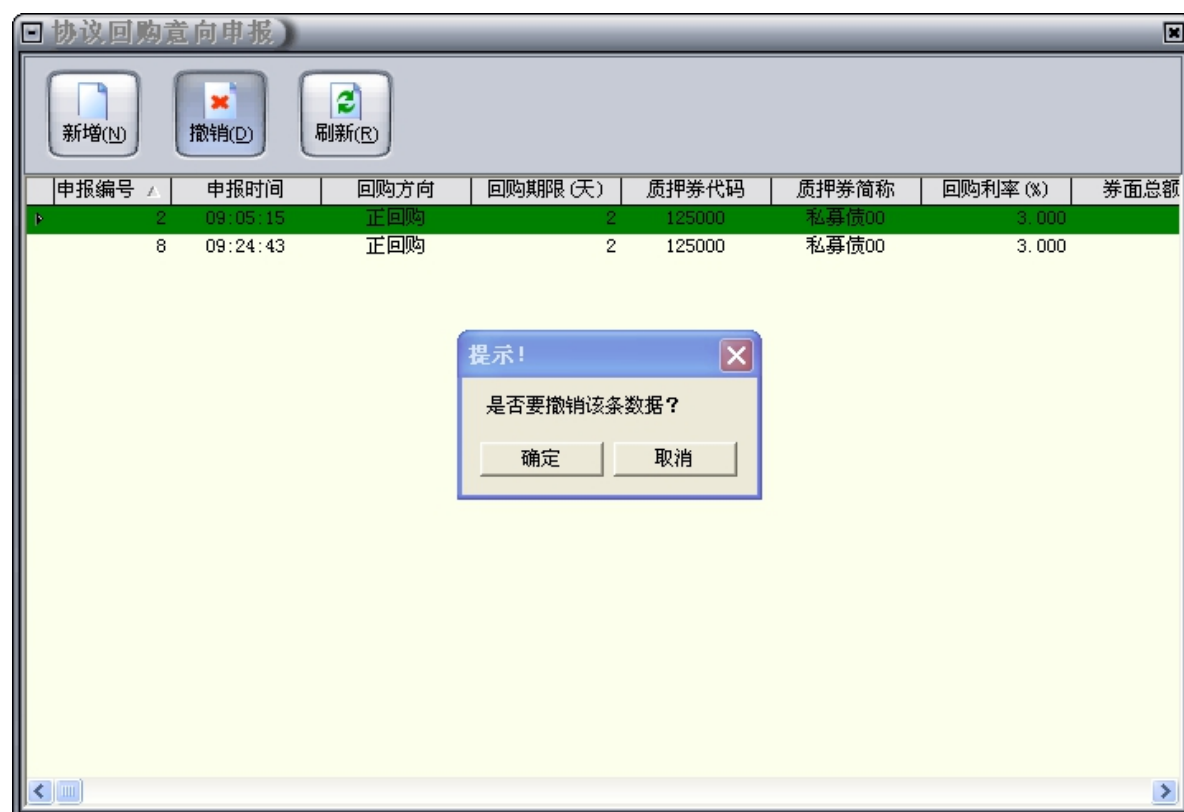 协议回购意向申报
新增(N) 撤销(D) 刷新(R)
申报编号 申报时间 回购方向 回购期限(天) 质押券代码 质押券简称 回购利率(%) 券面总额
2 09:05:15 正回购 2 125000 私募债00 3.000
8 09:24:43 正回购 2 125000 私募债00 3.000
提示!
是否要撤销该条数据?
确定 取消